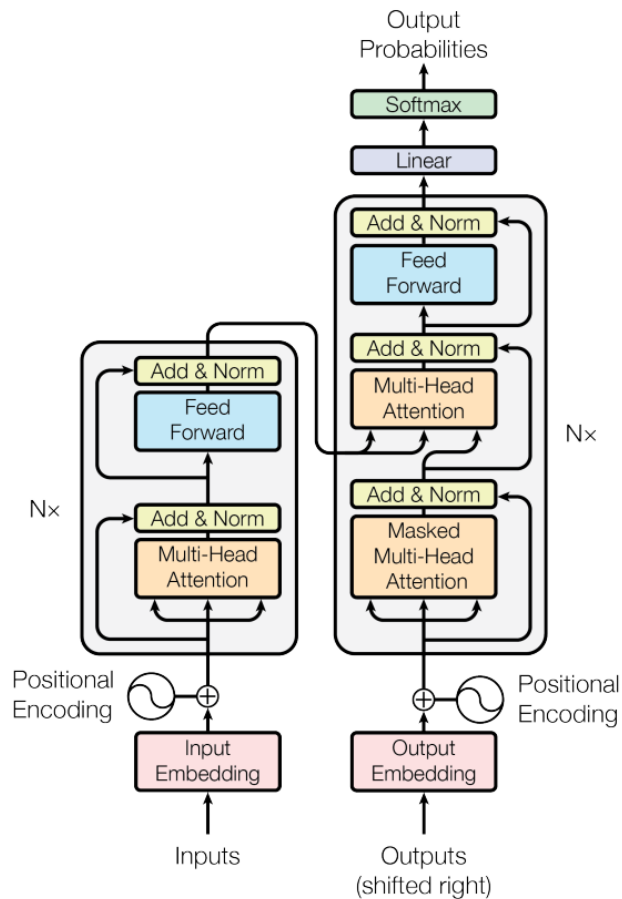 Output
Probabilities
Softmax
Linear
Add & Norm
Feed
Forward
Add & Norm
Multi-Head
Attention
N×
Add & Norm
Masked
Multi-Head
Attention
Add & Norm
Feed
Forward
N×
Add & Norm
Multi-Head
Attention
Positional
Encoding
Positional
Encoding
Input
Embedding
Output
Embedding
Inputs
Outputs
(shifted right)